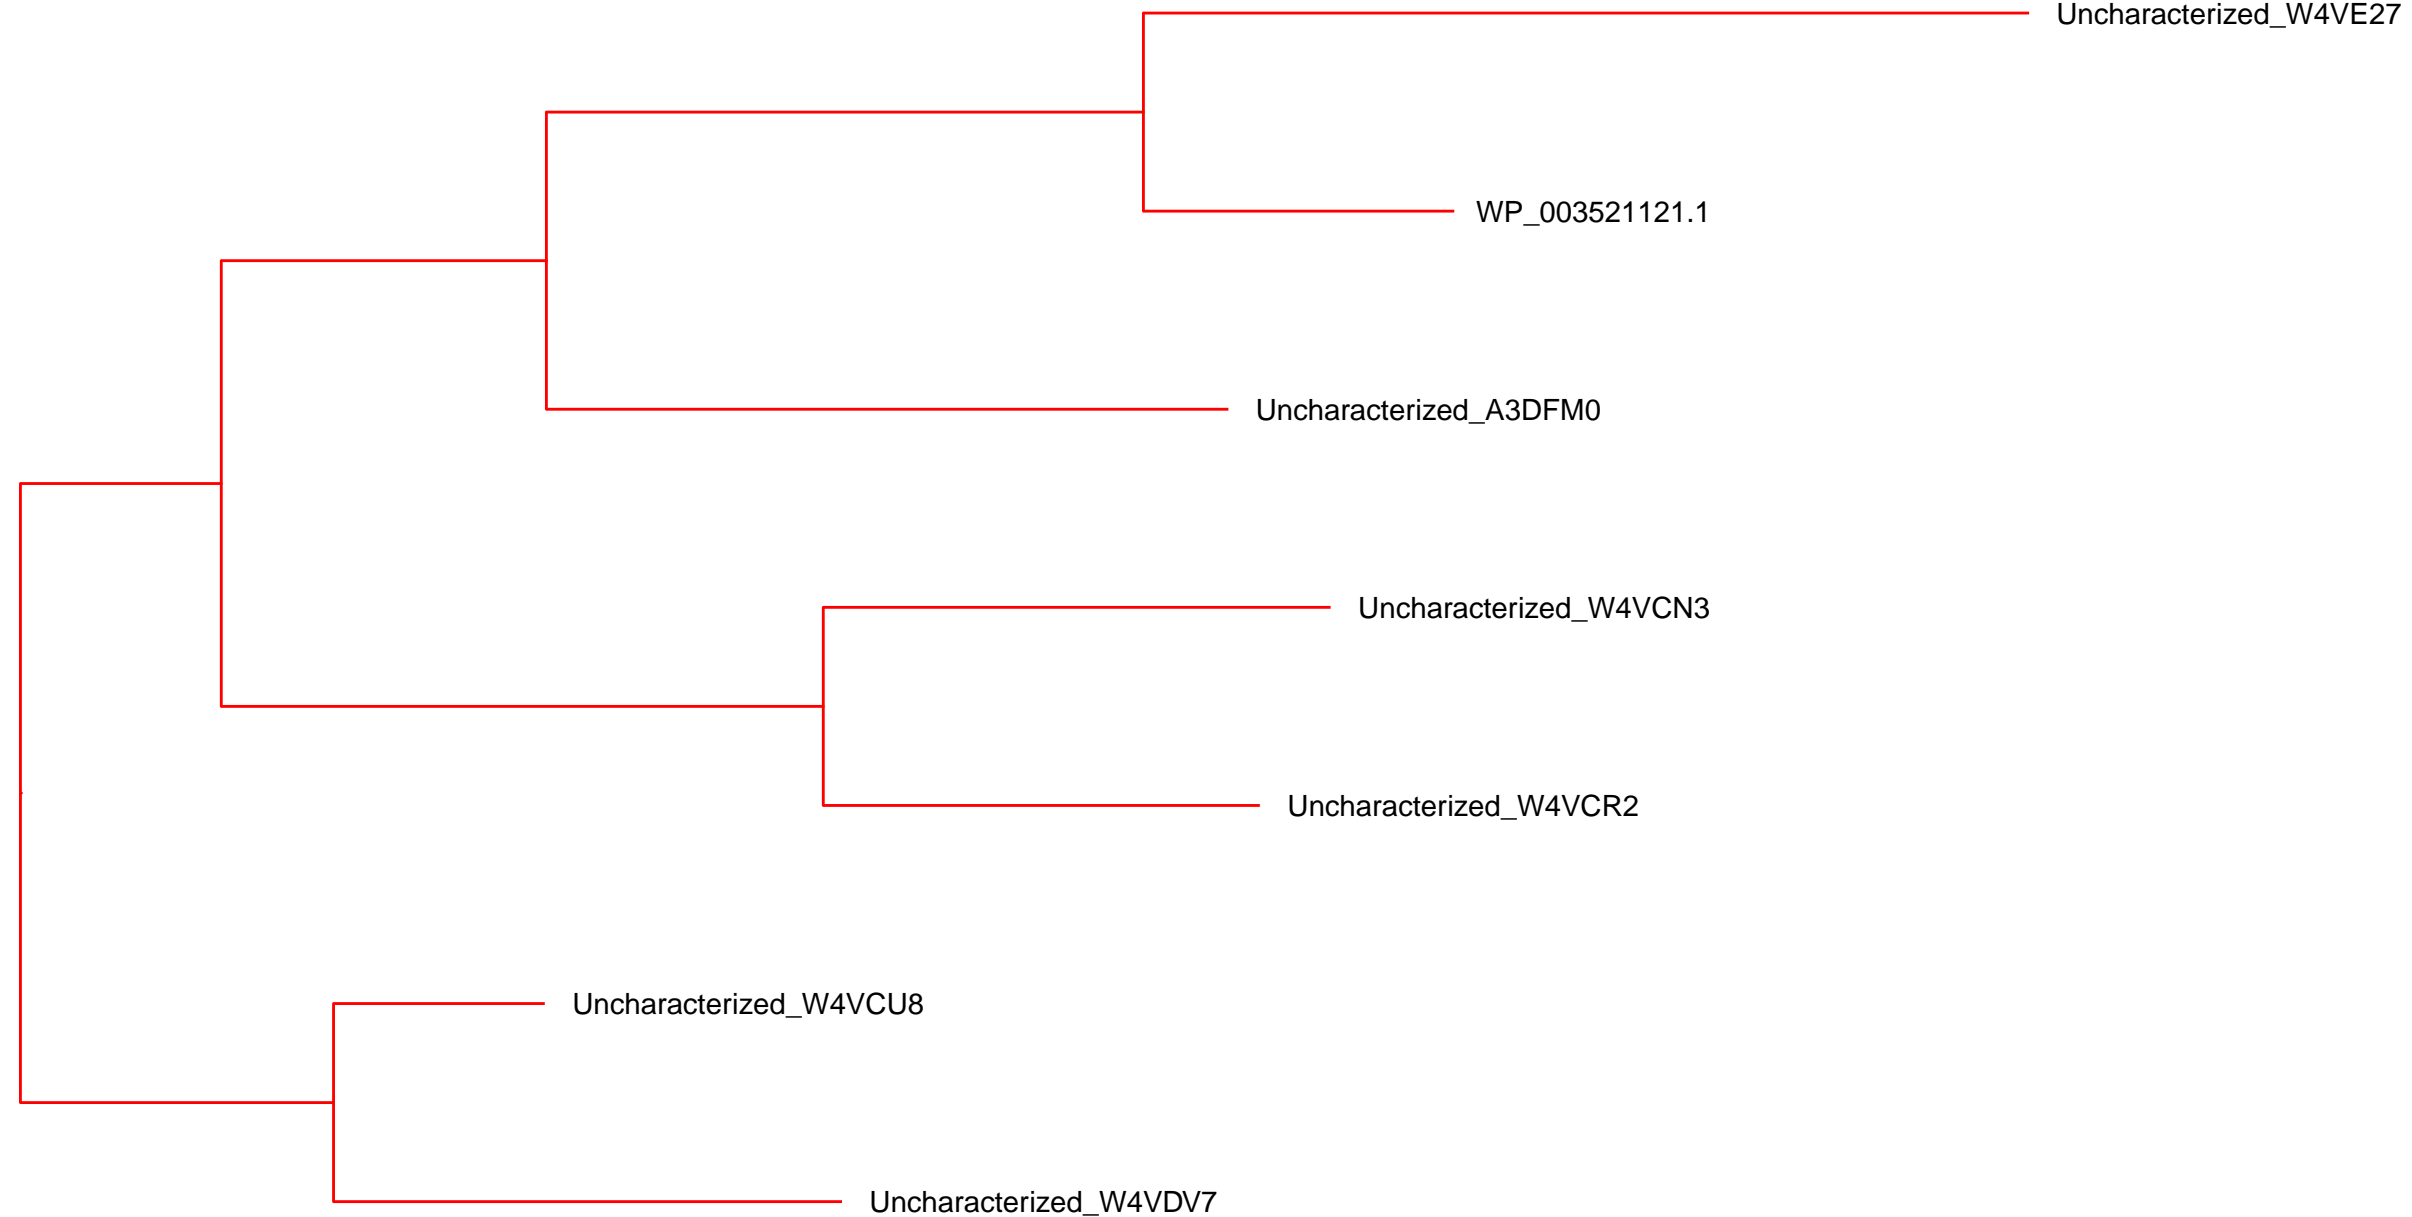 Uncharacterized_W4VE27
WP_003521121.1
Uncharacterized_A3DFM0
Uncharacterized_W4VCN3
Uncharacterized_W4VCR2
Uncharacterized_W4VCU8
Uncharacterized_W4VDV7